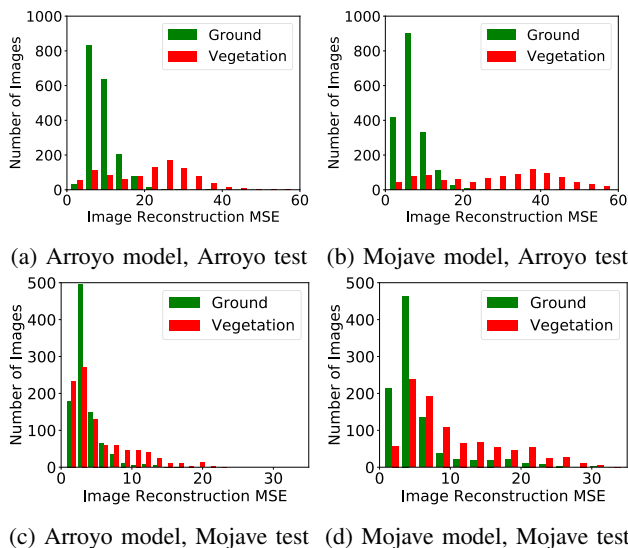 1000
800
600
400
200
0
Number of Images
Ground
Vegetation
0 20 40 60
Image Reconstruction MSE
(a) Arroyo model, Arroyo test
1000
800
600
400
200
0
Number of Images
Ground
Vegetation
0 20 40 60
Image Reconstruction MSE
(b) Mojave model, Arroyo test
500
400
300
200
100
0
Number of Images
Ground
Vegetation
0 10 20 30
Image Reconstruction MSE
(c) Arroyo model, Mojave test
500
400
300
200
100
0
Number of Images
Ground
Vegetation
0 10 20 30
Image Reconstruction MSE
(d) Mojave model, Mojave test